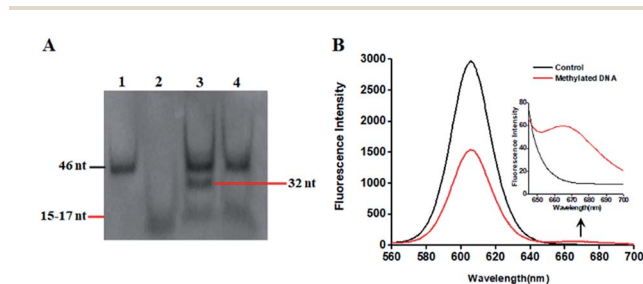 A
1 2 3 4
46 nt
32 nt
15-17 nt
B
Fluorescence Intensity
3000
2500
2000
1500
1000
500
0
560 580 600 620 640 660 680 700
Wavelength(nm)
Control
Methylated DNA
Fluorescence Intensity
80
60
40
20
0
650 660 670 680 690 700
Wavelength(nm)